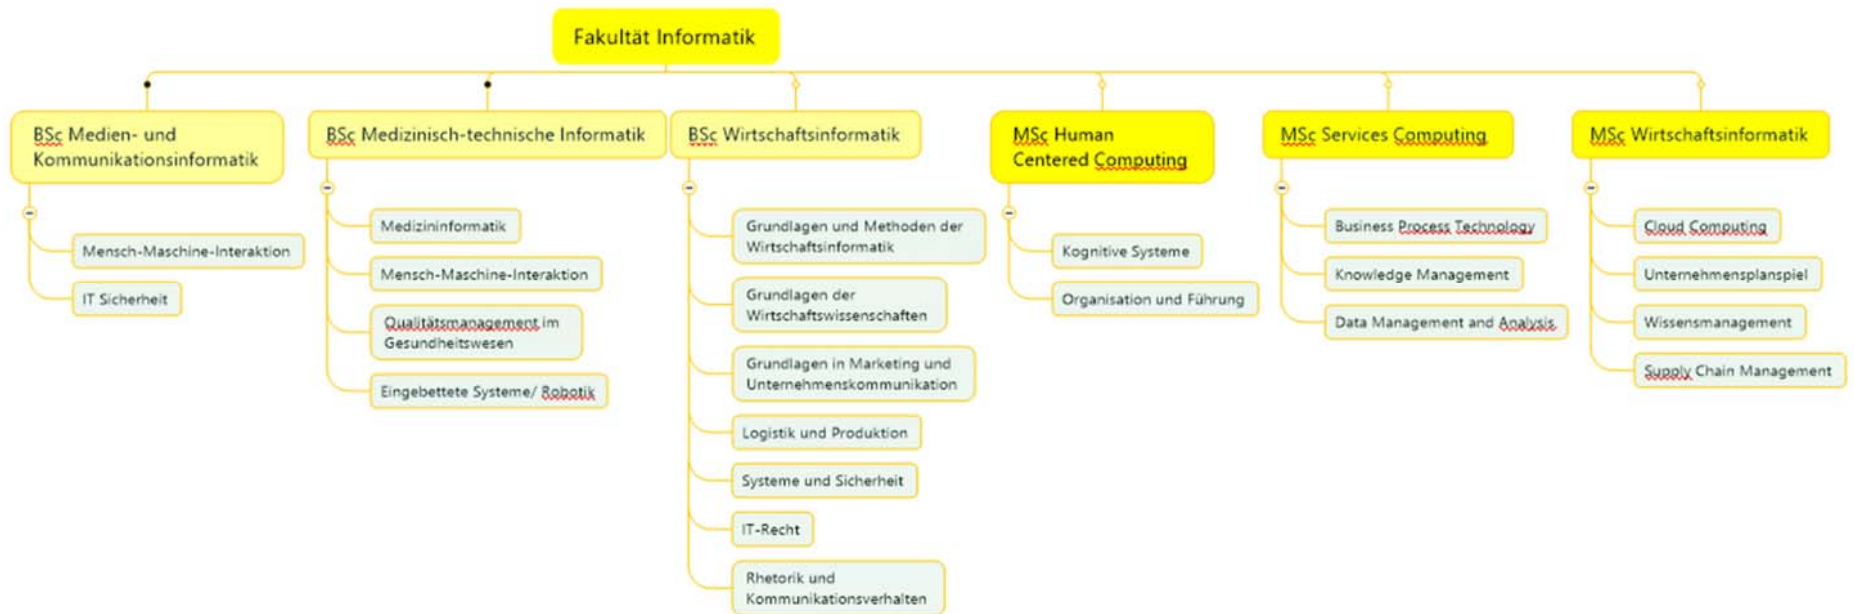 Fakultät Informatik
BSc Medien- und
Kommunikationsinformatik
Mensch-Maschine-Interaktion
IT Sicherheit
BSc Medizinisch-technische Informatik
Medizininformatik
Mensch-Maschine-Interaktion
Qualitätsmanagement im
Gesundheitswesen
Eingebettete Systeme/ Robotik
BSc Wirtschaftsinformatik
Grundlagen und Methoden der
Wirtschaftsinformatik
Grundlagen der
Wirtschaftswissenschaften
Grundlagen in Marketing und
Unternehmenskommunikation
Logistik und Produktion
Systeme und Sicherheit
IT-Recht
Rhetorik und
Kommunikationsverhalten
MSc Human
Centered Computing
Kognitive Systeme
Organisation und Führung
MSc Services Computing
Business Process Technology
Knowledge Management
Data Management and Analysis
MSc Wirtschaftsinformatik
Cloud Computing
Unternehmensplanspiel
Wissensmanagement
Supply Chain Management